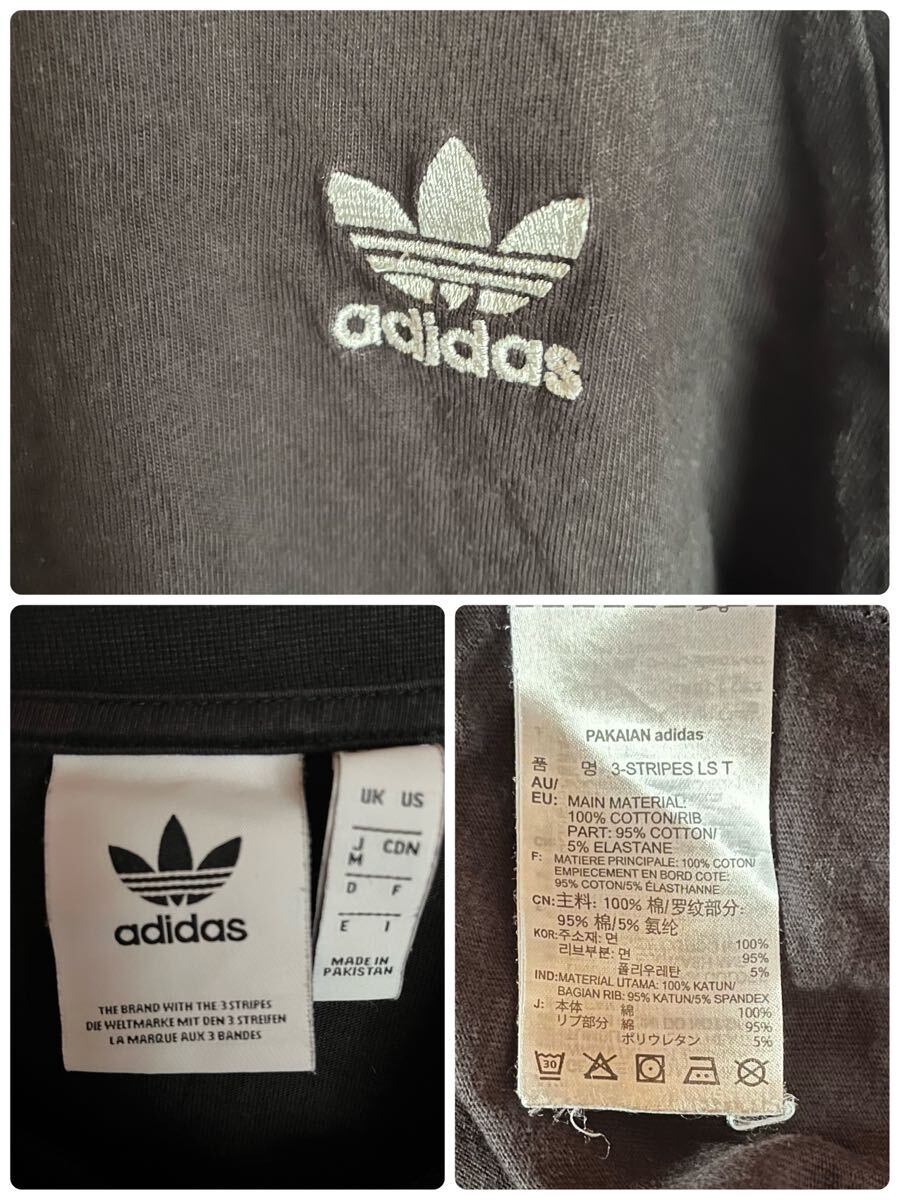 adidas
adidas
THE BRAND WITH THE 3 STRIPES
DIE WELTMARKE MIT DEN 3 STREIFEN
LA MARQUE AUX 3 BANDES
UK US
J
M CDN
D F
E I
MADE IN
PAKISTAN
PAKAIAN adidas
품 명 3-STRIPES LS T
AU/
EU: MAIN MATERIAL:
100% COTTON/RIB
PART: 95% COTTON/
5% ELASTANE
F: MATIERE PRINCIPALE: 100% COTON/
EMPIECEMENT EN BORD COTE:
95% COTON/5% ÉLASTHANNE
CN: 主料: 100% 棉/罗纹部分:
95% 棉/5% 氨纶
KOR: 주소재: 면 100%
리브부분: 면 95%
폴리우레탄 5%
IND: MATERIAL UTAMA: 100% KATUN/
BAGIAN RIB: 95% KATUN/5% SPANDEX
J: 本体 綿 100%
リブ部分 綿 95%
ポリウレタン 5%
30